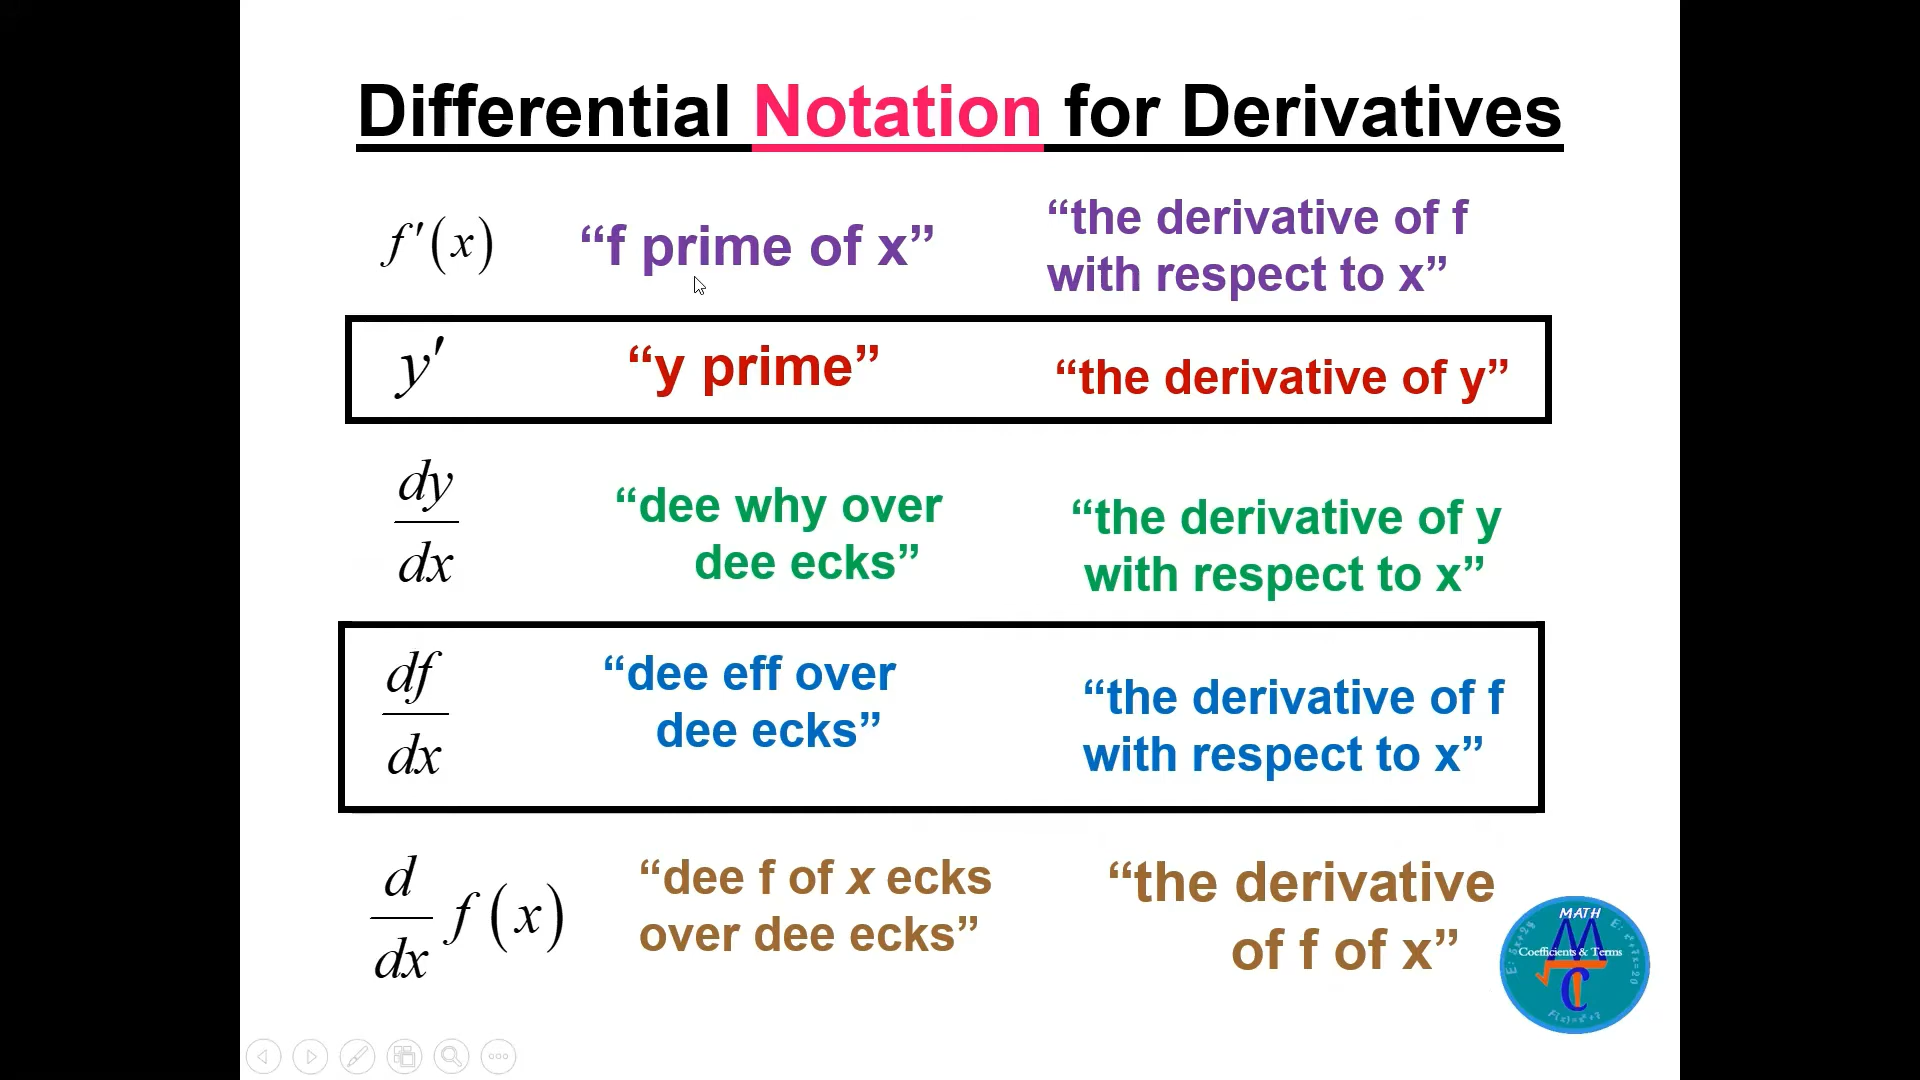 Differential Notation for Derivatives
f′(x) “f prime of x” “the derivative of f
with respect to x”
y′ “y prime” “the derivative of y”
dy
dx
“dee why over
dee ecks”
“the derivative of y
with respect to x”
df
dx
“dee eff over
dee ecks”
“the derivative of f
with respect to x”
d
dx
f(x)
“dee f of x ecks
over dee ecks”
“the derivative
of f of x”
MATH
Coefficients & Terms